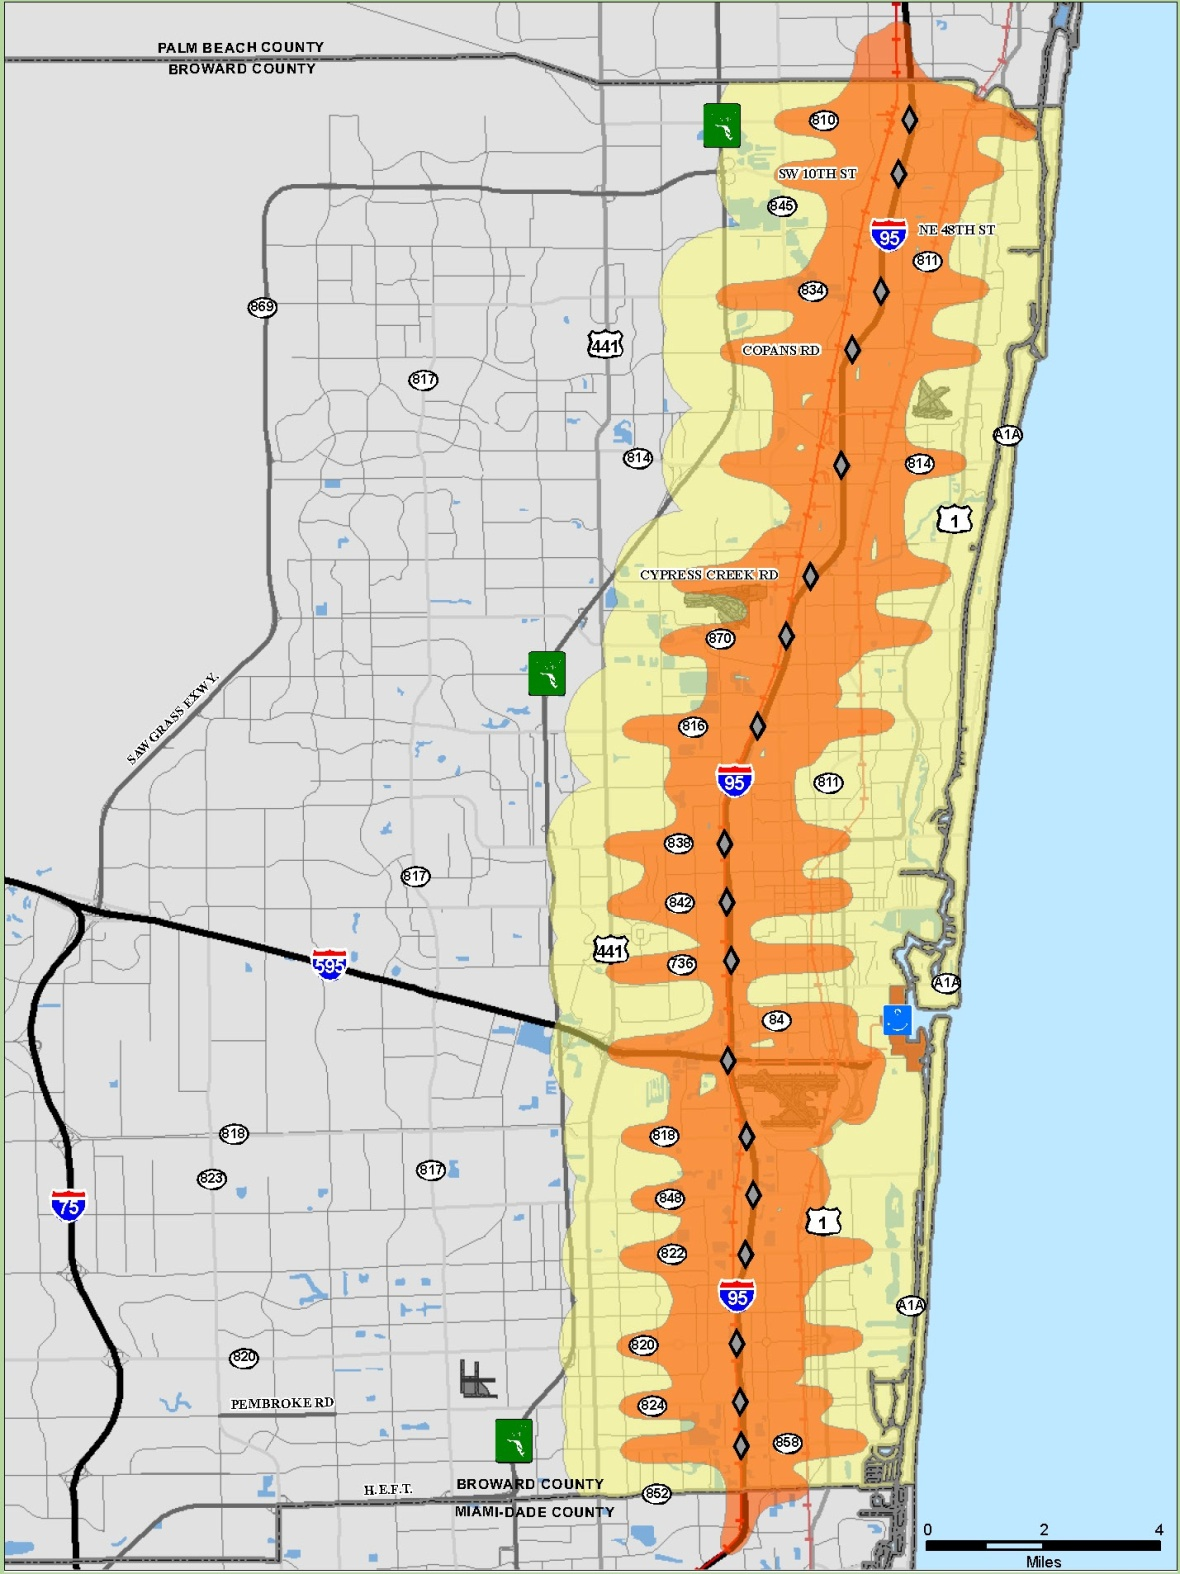 PALM BEACH COUNTY
BROWARD COUNTY
810
SW 10TH ST
845
NE 48TH ST
95
811
834
869
441
COPANS RD
817
A1A
814
814
1
CYPRESS CREEK RD
870
SAWGRASS EXWY.
816
95
811
838
817
842
441
736
595
A1A
84
818
818
817
823
848
75
1
822
95
A1A
820
820
PEMBROKE RD
824
858
BROWARD COUNTY
H.E.F.T.
852
MIAMI-DADE COUNTY
0 2 4
Miles